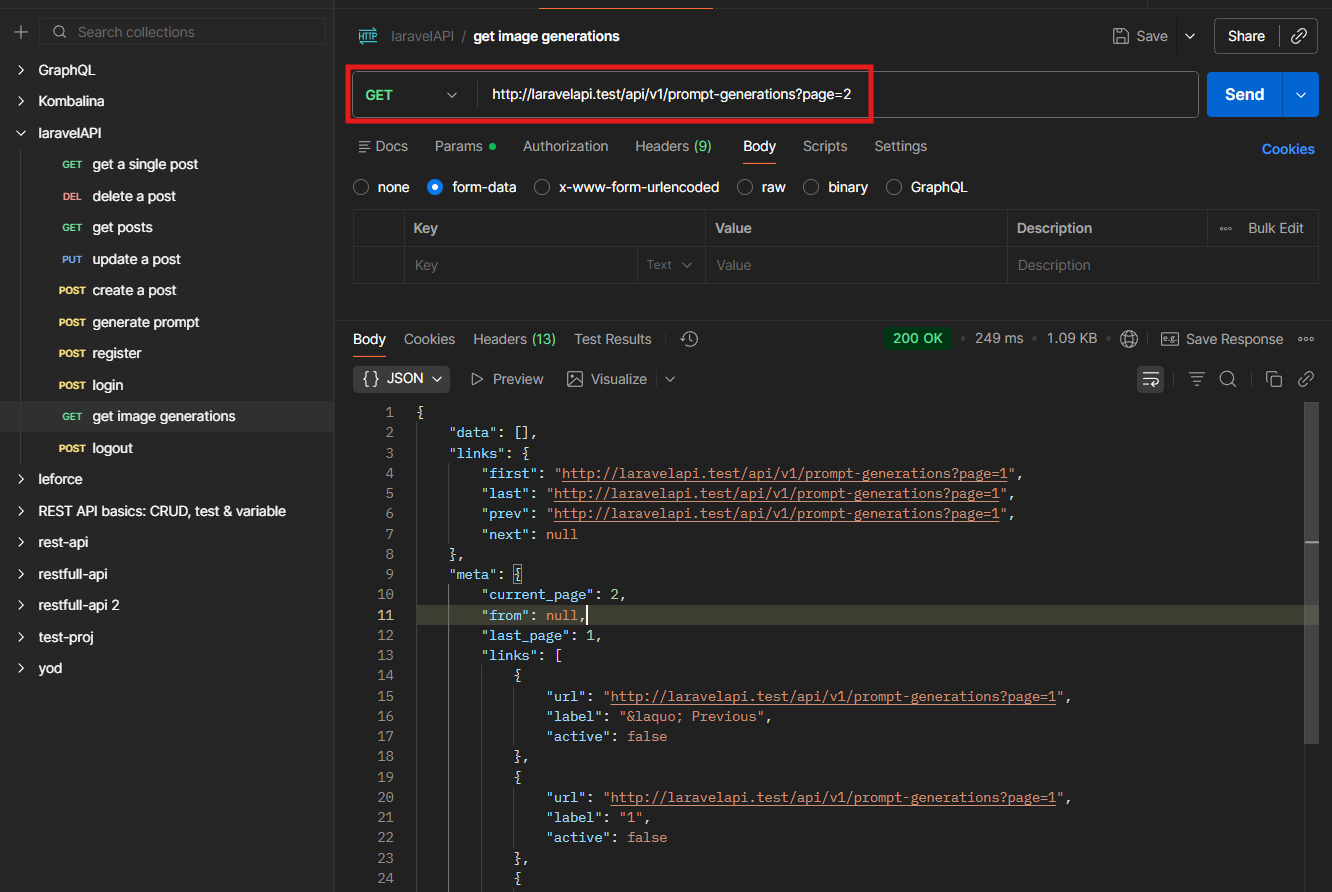 Search collections
GraphQL
Kombalina
laravelAPI
GET get a single post
DEL delete a post
GET get posts
PUT update a post
POST create a post
POST generate prompt
POST register
POST login
GET get image generations
POST logout
leforce
REST API basics: CRUD, test & variable
rest-api
restfull-api
restfull-api 2
test-proj
yod
HTTP laravelAPI / get image generations
Save
Share
GET http://laravelapi.test/api/v1/prompt-generations?page=2
Send
Docs Params Authorization Headers (9) Body Scripts Settings
Cookies
none form-data x-www-form-urlencoded raw binary GraphQL
Key Value Description Bulk Edit
Key Text Value Description
Body Cookies Headers (13) Test Results
200 OK • 249 ms • 1.09 KB • e.g. Save Response
{} JSON Preview Visualize
1 {
2 "data": [],
3 "links": {
4 "first": "http://laravelapi.test/api/v1/prompt-generations?page=1",
5 "last": "http://laravelapi.test/api/v1/prompt-generations?page=1",
6 "prev": "http://laravelapi.test/api/v1/prompt-generations?page=1",
7 "next": null
8 },
9 "meta": {
10 "current_page": 2,
11 "from": null,
12 "last_page": 1,
13 "links": [
14 {
15 "url": "http://laravelapi.test/api/v1/prompt-generations?page=1",
16 "label": "&laquo; Previous",
17 "active": false
18 },
19 {
20 "url": "http://laravelapi.test/api/v1/prompt-generations?page=1",
21 "label": "1",
22 "active": false
23 },
24 {